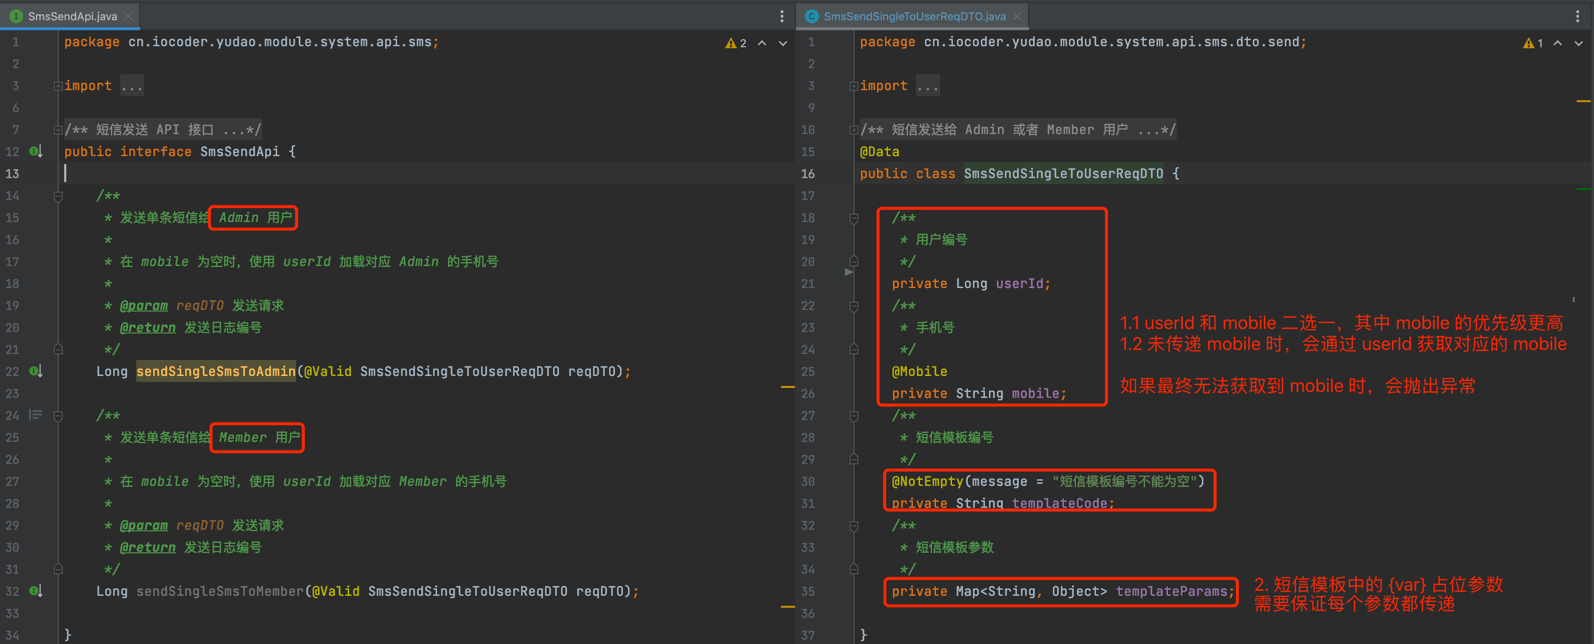 SmsSendApi.java
1 package cn.iocoder.yudao.module.system.api.sms;
2
3 import ...
6
7 /** 短信发送 API 接口 ...*/
12 public interface SmsSendApi {
13
14 /**
15 * 发送单条短信给 Admin 用户
16 *
17 * 在 mobile 为空时，使用 userId 加载对应 Admin 的手机号
18 *
19 * @param reqDTO 发送请求
20 * @return 发送日志编号
21 */
22 Long sendSingleSmsToAdmin(@Valid SmsSendSingleToUserReqDTO reqDTO);
23
24 /**
25 * 发送单条短信给 Member 用户
26 *
27 * 在 mobile 为空时，使用 userId 加载对应 Member 的手机号
28 *
29 * @param reqDTO 发送请求
30 * @return 发送日志编号
31 */
32 Long sendSingleSmsToMember(@Valid SmsSendSingleToUserReqDTO reqDTO);
33
34 }
2
SmsSendSingleToUserReqDTO.java
1 package cn.iocoder.yudao.module.system.api.sms.dto.send;
2
3 import ...
9
10 /** 短信发送给 Admin 或者 Member 用户 ...*/
15 @Data
16 public class SmsSendSingleToUserReqDTO {
17
18 /**
19 * 用户编号
20 */
21 private Long userId;
22 /**
23 * 手机号
24 */
25 @Mobile
26 private String mobile;
27 /**
28 * 短信模板编号
29 */
30 @NotEmpty(message = "短信模板编号不能为空")
31 private String templateCode;
32 /**
33 * 短信模板参数
34 */
35 private Map<String, Object> templateParams;
36
37 }
1
1.1 userId 和 mobile 二选一，其中 mobile 的优先级更高
1.2 未传递 mobile 时，会通过 userId 获取对应的 mobile
如果最终无法获取到 mobile 时，会抛出异常
2. 短信模板中的 {var} 占位参数
需要保证每个参数都传递